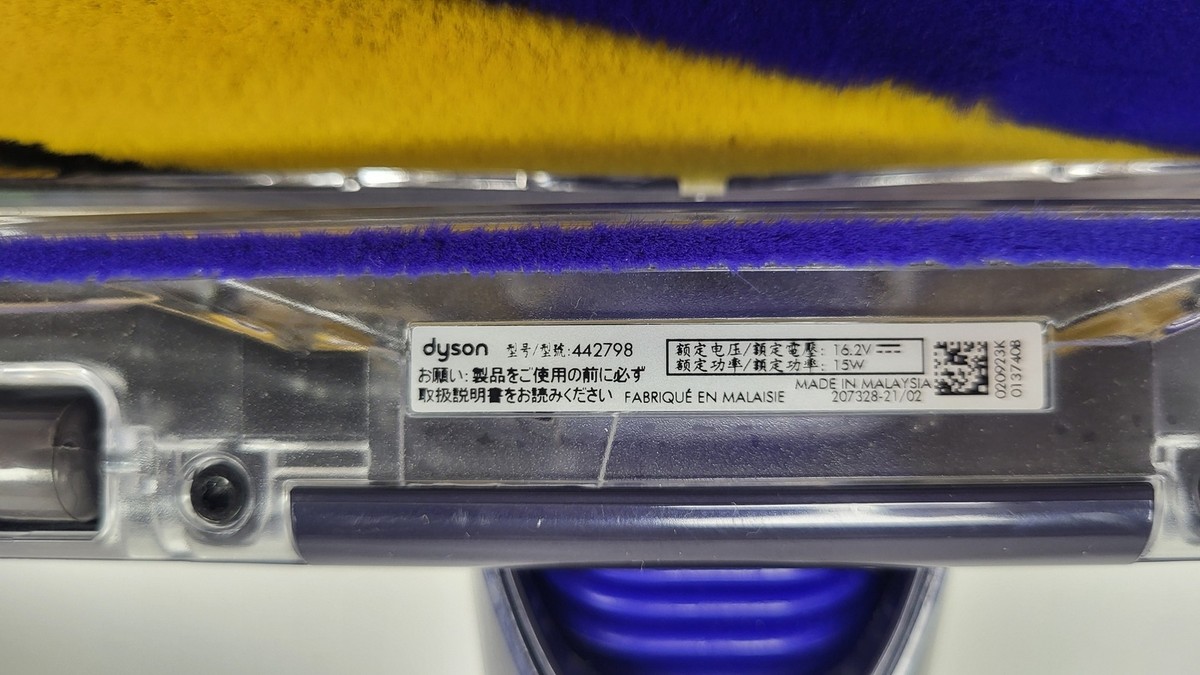 dyson 型号/型號:442798
お願い:製品をご使用の前に必ず
取扱説明書をお読みください FABRIQUÉ EN MALAISIE
额定电压/額定電壓: 16.2V
额定功率/額定功率: 15W
MADE IN MALAYSIA
207328-21/02
020923K
0137408